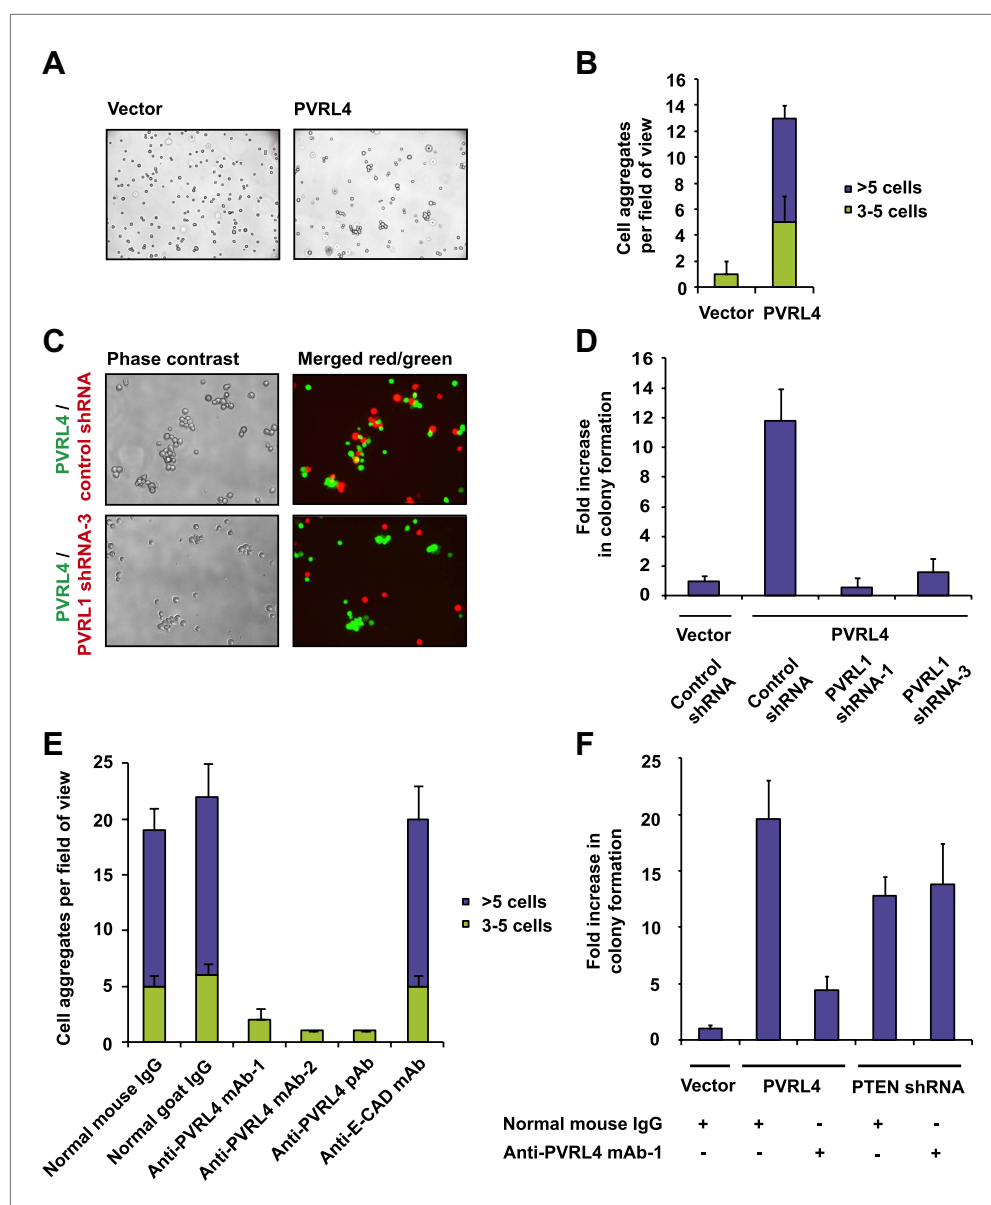 A
Vector
PVRL4
B
Cell aggregates
per field of view
16
14
12
10
8
6
4
2
0
Vector
PVRL4
>5 cells
3-5 cells
C
Phase contrast
Merged red/green
PVRL4 /
control shRNA
PVRL4 /
PVRL1 shRNA-3
D
Fold increase
in colony formation
16
14
12
10
8
6
4
2
0
Vector
PVRL4
Control
shRNA
Control
shRNA
PVRL1
shRNA-1
PVRL1
shRNA-3
E
Cell aggregates per field of view
25
20
15
10
5
0
Normal mouse IgG
Normal goat IgG
Anti-PVRL4 mAb-1
Anti-PVRL4 mAb-2
Anti-PVRL4 pAb
Anti-E-CAD mAb
>5 cells
3-5 cells
F
Fold increase in
colony formation
25
20
15
10
5
0
Vector
PVRL4
PTEN shRNA
Normal mouse IgG + + - + -
Anti-PVRL4 mAb-1 - - + - +